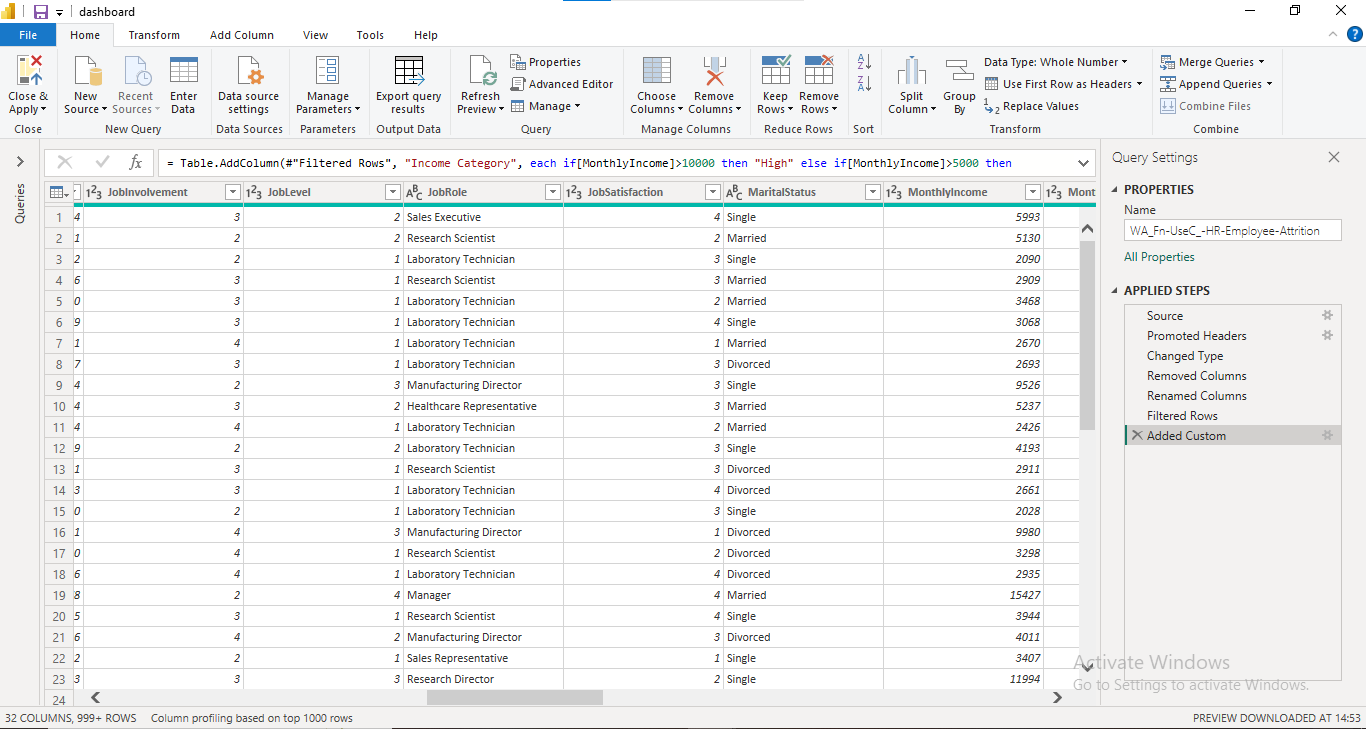 dashboard
File Home Transform Add Column View Tools Help
Close & Apply
New Source
Recent Sources
Enter Data
Data source settings
Manage Parameters
Export query results
Refresh Preview
Properties
Advanced Editor
Manage
Choose Columns
Remove Columns
Keep Rows
Remove Rows
Split Column
Group By
Data Type: Whole Number
Use First Row as Headers
Replace Values
Merge Queries
Append Queries
Combine Files
Close New Query Data Sources Parameters Output Data Query Manage Columns Reduce Rows Sort Transform Combine
Queries
fx = Table.AddColumn(#"Filtered Rows", "Income Category", each if[MonthlyIncome]>10000 then "High" else if[MonthlyIncome]>5000 then
JobInvolvement JobLevel JobRole JobSatisfaction MaritalStatus MonthlyIncome Mont
1 4 3 2 Sales Executive 4 Single 5993
2 1 2 2 Research Scientist 2 Married 5130
3 2 2 1 Laboratory Technician 3 Single 2090
4 6 3 1 Research Scientist 3 Married 2909
5 0 3 1 Laboratory Technician 2 Married 3468
6 9 3 1 Laboratory Technician 4 Single 3068
7 1 4 1 Laboratory Technician 1 Married 2670
8 7 3 1 Laboratory Technician 3 Divorced 2693
9 4 2 3 Manufacturing Director 3 Single 9526
10 4 3 2 Healthcare Representative 3 Married 5237
11 4 4 1 Laboratory Technician 2 Married 2426
12 9 2 2 Laboratory Technician 3 Single 4193
13 1 3 1 Research Scientist 3 Divorced 2911
14 3 3 1 Laboratory Technician 4 Divorced 2661
15 0 2 1 Laboratory Technician 3 Single 2028
16 1 4 3 Manufacturing Director 1 Divorced 9980
17 0 4 1 Research Scientist 2 Divorced 3298
18 6 4 1 Laboratory Technician 4 Divorced 2935
19 8 2 4 Manager 4 Married 15427
20 5 3 1 Research Scientist 4 Single 3944
21 6 4 2 Manufacturing Director 3 Divorced 4011
22 2 2 1 Sales Representative 1 Single 3407
23 3 3 3 Research Director 2 Single 11994
24
Query Settings
PROPERTIES
Name
WA_Fn-UseC_-HR-Employee-Attrition
All Properties
APPLIED STEPS
Source
Promoted Headers
Changed Type
Removed Columns
Renamed Columns
Filtered Rows
Added Custom
Activate Windows
Go to Settings to activate Windows.
32 COLUMNS, 999+ ROWS Column profiling based on top 1000 rows
PREVIEW DOWNLOADED AT 14:53